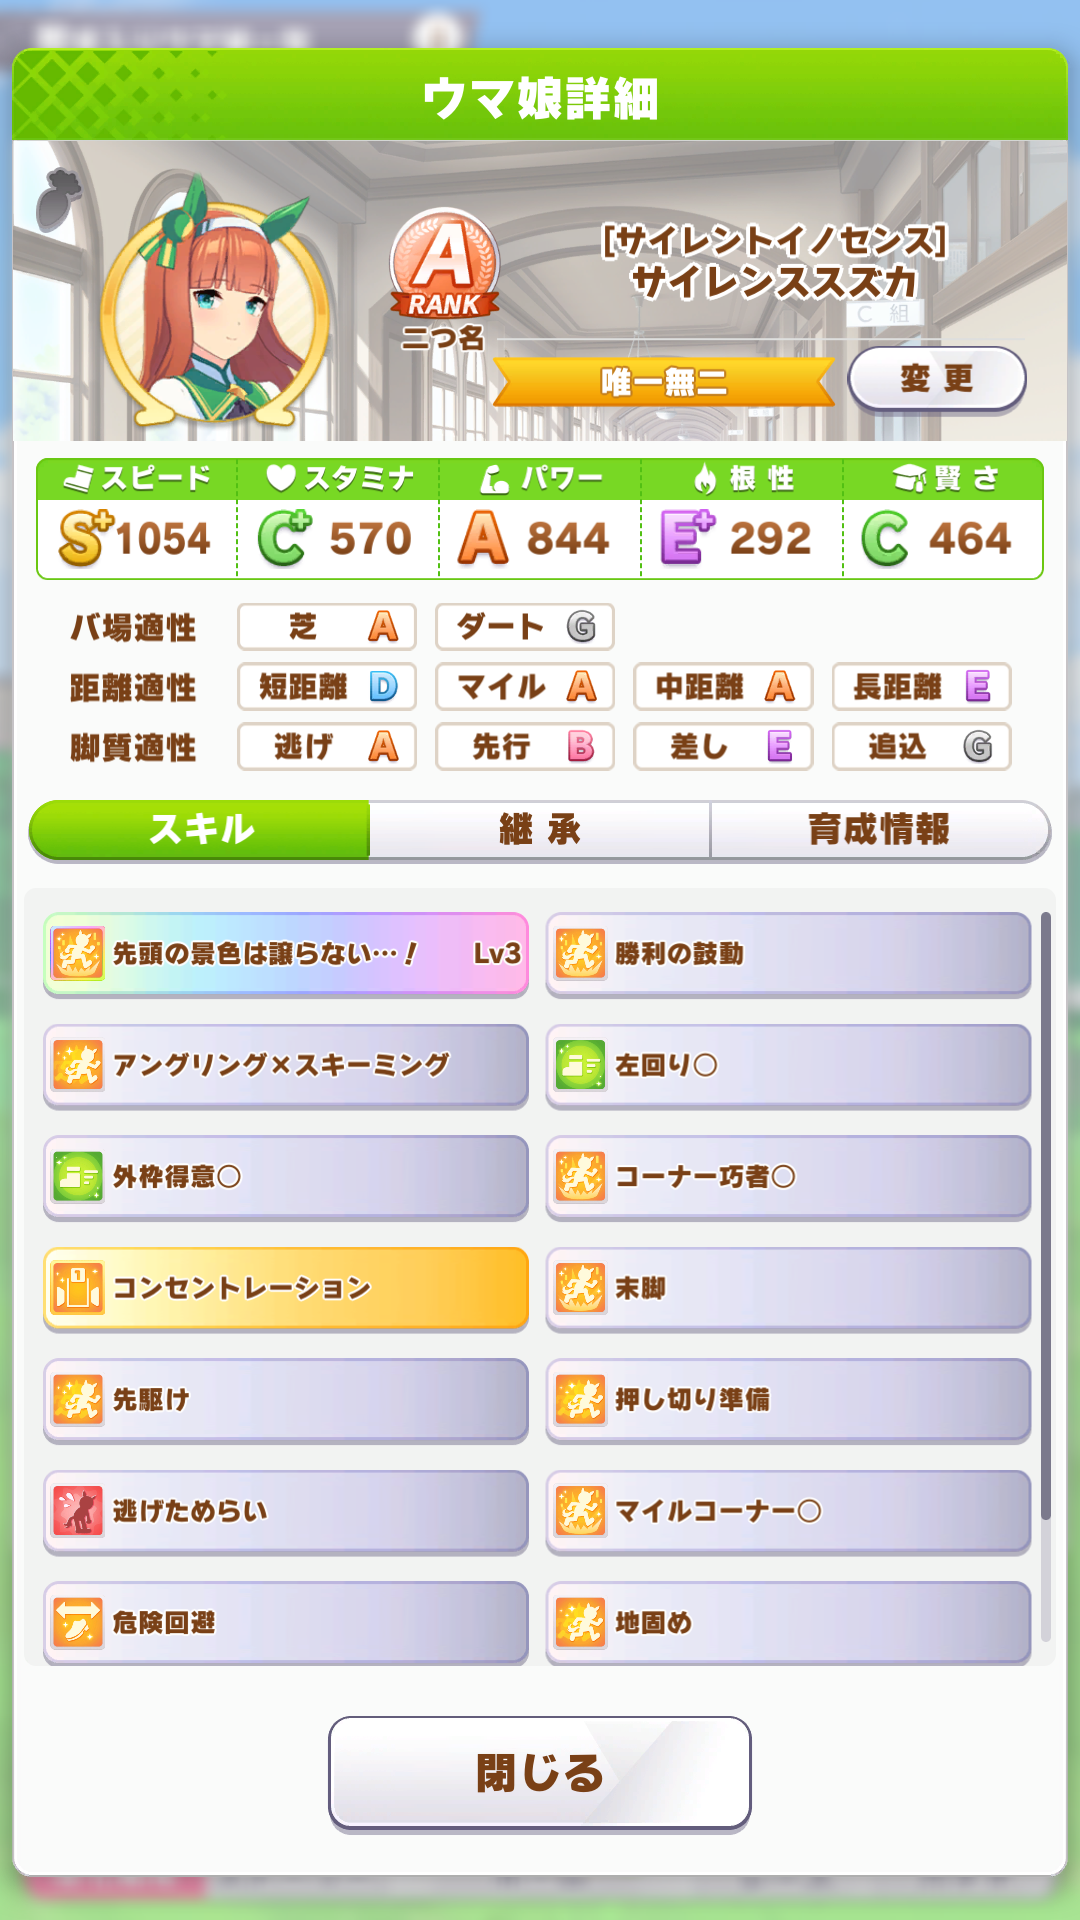 ウマ娘詳細
A
RANK
二つ名
[サイレントイノセンス]
サイレンススズカ
C 組
唯一無二
変更
スピード スタミナ パワー 根性 賢さ
S+ 1054 C+ 570 A 844 E+ 292 C 464
バ場適性 芝 A ダート G
距離適性 短距離 D マイル A 中距離 A 長距離 E
脚質適性 逃げ A 先行 B 差し E 追込 G
スキル 継承 育成情報
先頭の景色は譲らない…！ Lv3 勝利の鼓動
アングリング×スキーミング 左回り○
外枠得意○ コーナー巧者○
1 コンセントレーション 末脚
先駆け 押し切り準備
逃げためらい マイルコーナー○
危険回避 地固め
閉じる